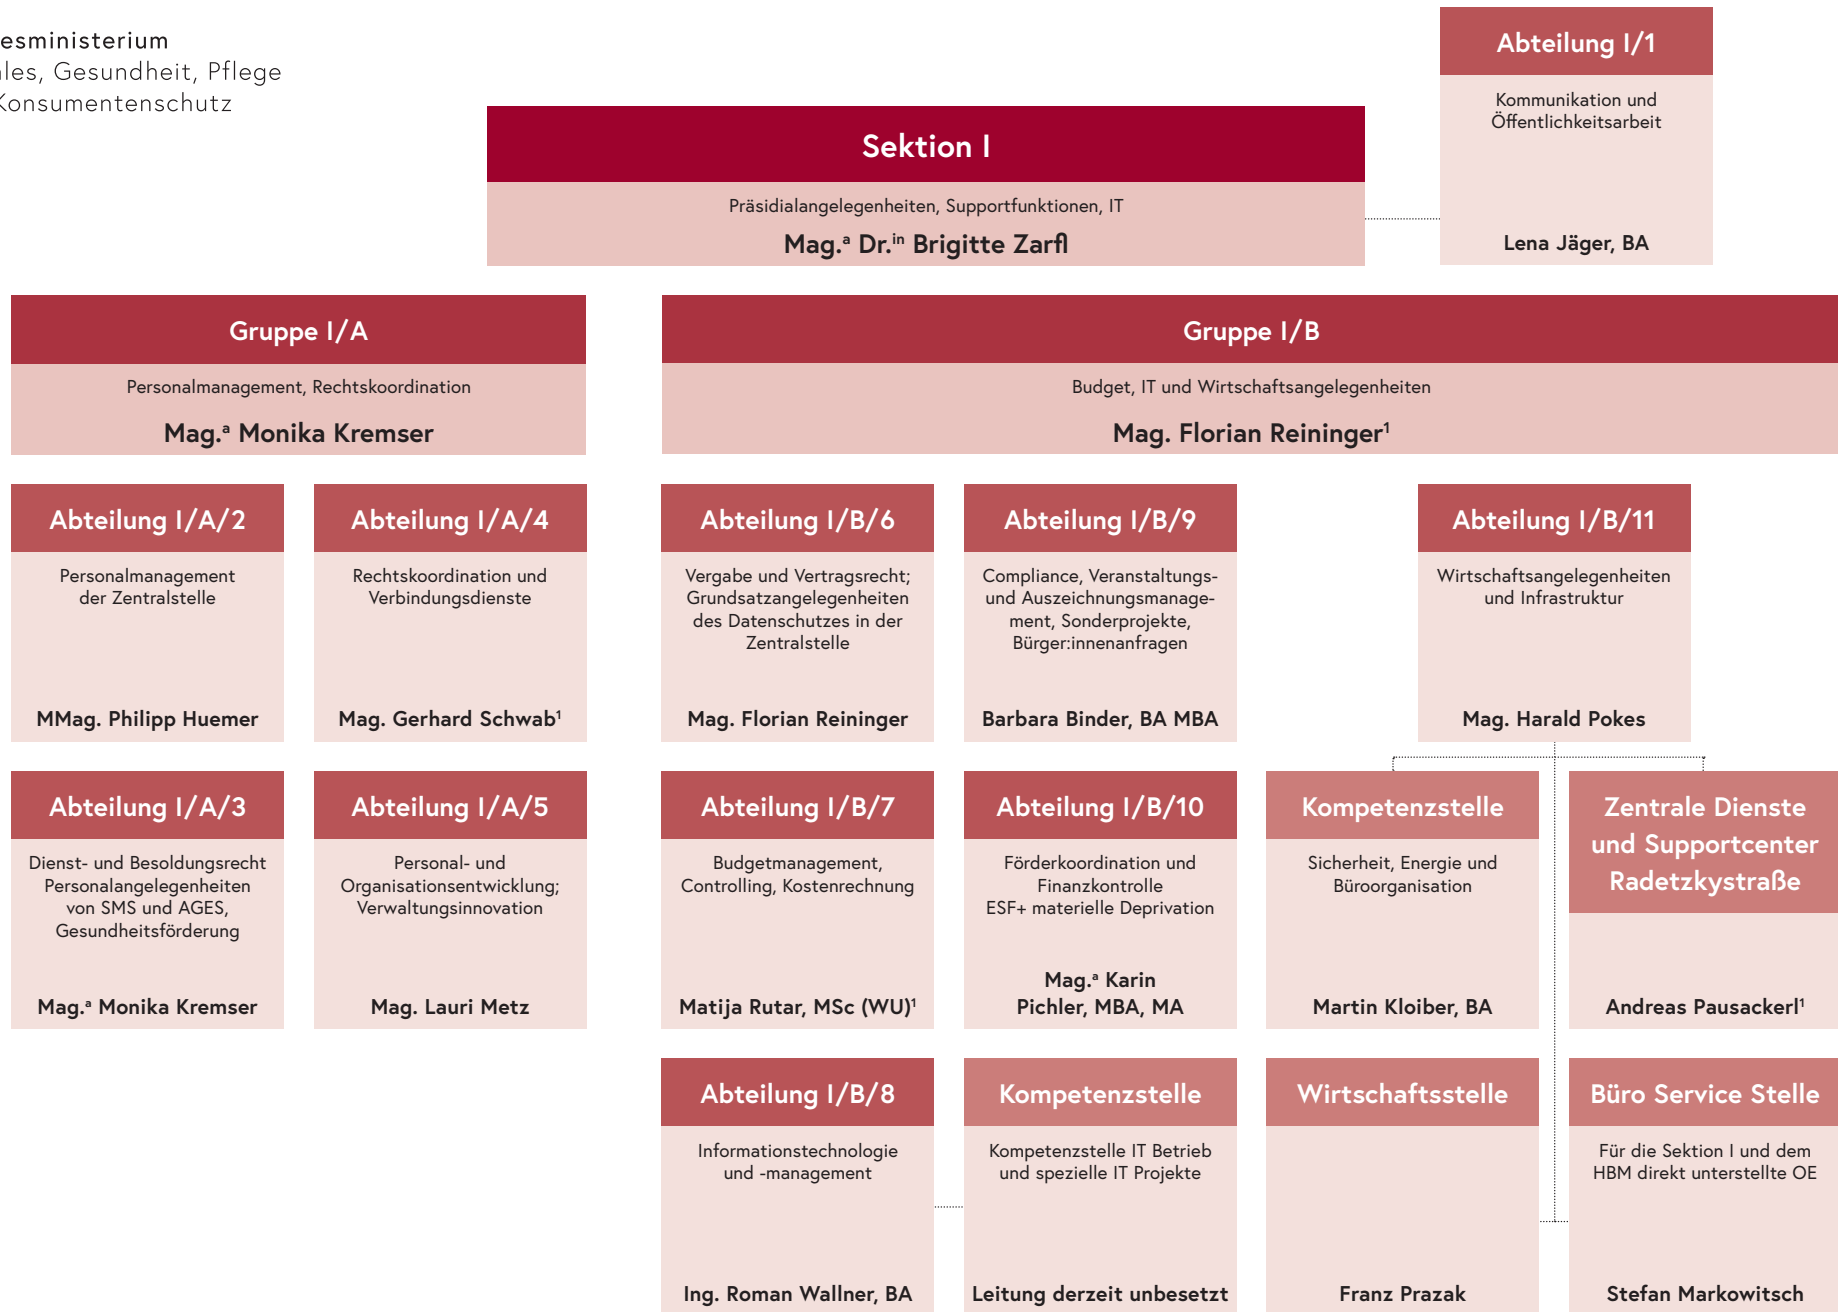 esministerium
ales, Gesundheit, Pflege
Konsumentenschutz
Abteilung I/1
Kommunikation und
Öffentlichkeitsarbeit
Lena Jäger, BA
Sektion I
Präsidialangelegenheiten, Supportfunktionen, IT
Mag.ᵃ Dr.ⁱⁿ Brigitte Zarfl
Gruppe I/A
Personalmanagement, Rechtskoordination
Mag.ᵃ Monika Kremser
Gruppe I/B
Budget, IT und Wirtschaftsangelegenheiten
Mag. Florian Reininger¹
Abteilung I/A/2
Personalmanagement
der Zentralstelle
MMag. Philipp Huemer
Abteilung I/A/4
Rechtskoordination und
Verbindungsdienste
Mag. Gerhard Schwab¹
Abteilung I/B/6
Vergabe und Vertragsrecht;
Grundsatzangelegenheiten
des Datenschutzes in der
Zentralstelle
Mag. Florian Reininger
Abteilung I/B/9
Compliance, Veranstaltungs-
und Auszeichnungsmanage-
ment, Sonderprojekte,
Bürger:innenanfragen
Barbara Binder, BA MBA
Abteilung I/B/11
Wirtschaftsangelegenheiten
und Infrastruktur
Mag. Harald Pokes
Abteilung I/A/3
Dienst- und Besoldungsrecht
Personalangelegenheiten
von SMS und AGES,
Gesundheitsförderung
Mag.ᵃ Monika Kremser
Abteilung I/A/5
Personal- und
Organisationsentwicklung;
Verwaltungsinnovation
Mag. Lauri Metz
Abteilung I/B/7
Budgetmanagement,
Controlling, Kostenrechnung
Matija Rutar, MSc (WU)¹
Abteilung I/B/10
Förderkoordination und
Finanzkontrolle
ESF+ materielle Deprivation
Mag.ᵃ Karin
Pichler, MBA, MA
Kompetenzstelle
Sicherheit, Energie und
Büroorganisation
Martin Kloiber, BA
Zentrale Dienste
und Supportcenter
Radetzkystraße
Andreas Pausackerl¹
Abteilung I/B/8
Informationstechnologie
und -management
Ing. Roman Wallner, BA
Kompetenzstelle
Kompetenzstelle IT Betrieb
und spezielle IT Projekte
Leitung derzeit unbesetzt
Wirtschaftsstelle
Franz Prazak
Büro Service Stelle
Für die Sektion I und dem
HBM direkt unterstellte OE
Stefan Markowitsch